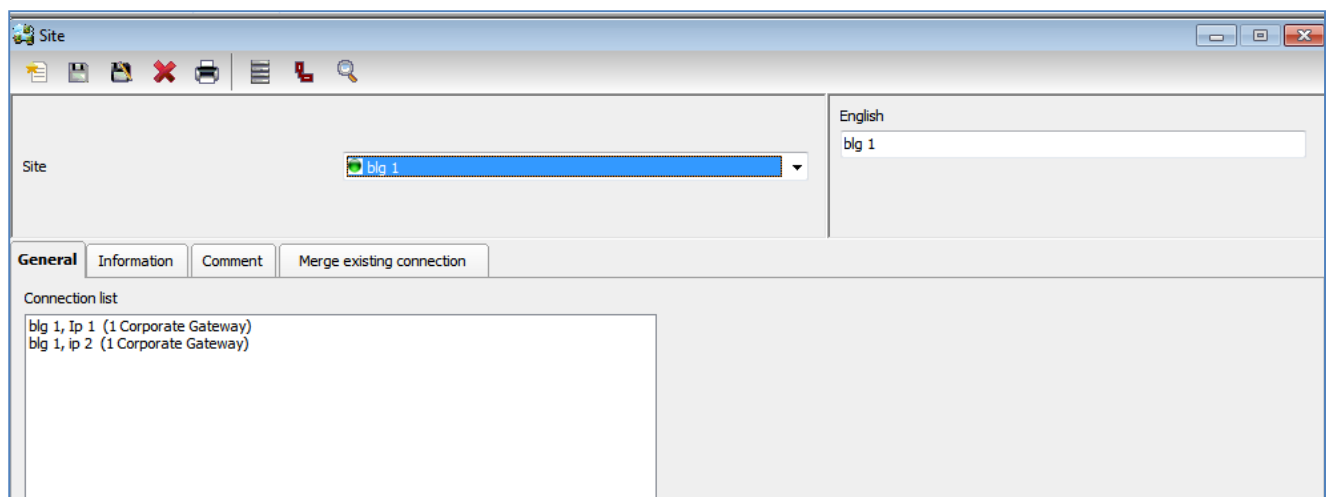 Site
English
blg 1
Site
blg 1
General
Information
Comment
Merge existing connection
Connection list
blg 1, Ip 1 (1 Corporate Gateway)
blg 1, ip 2 (1 Corporate Gateway)